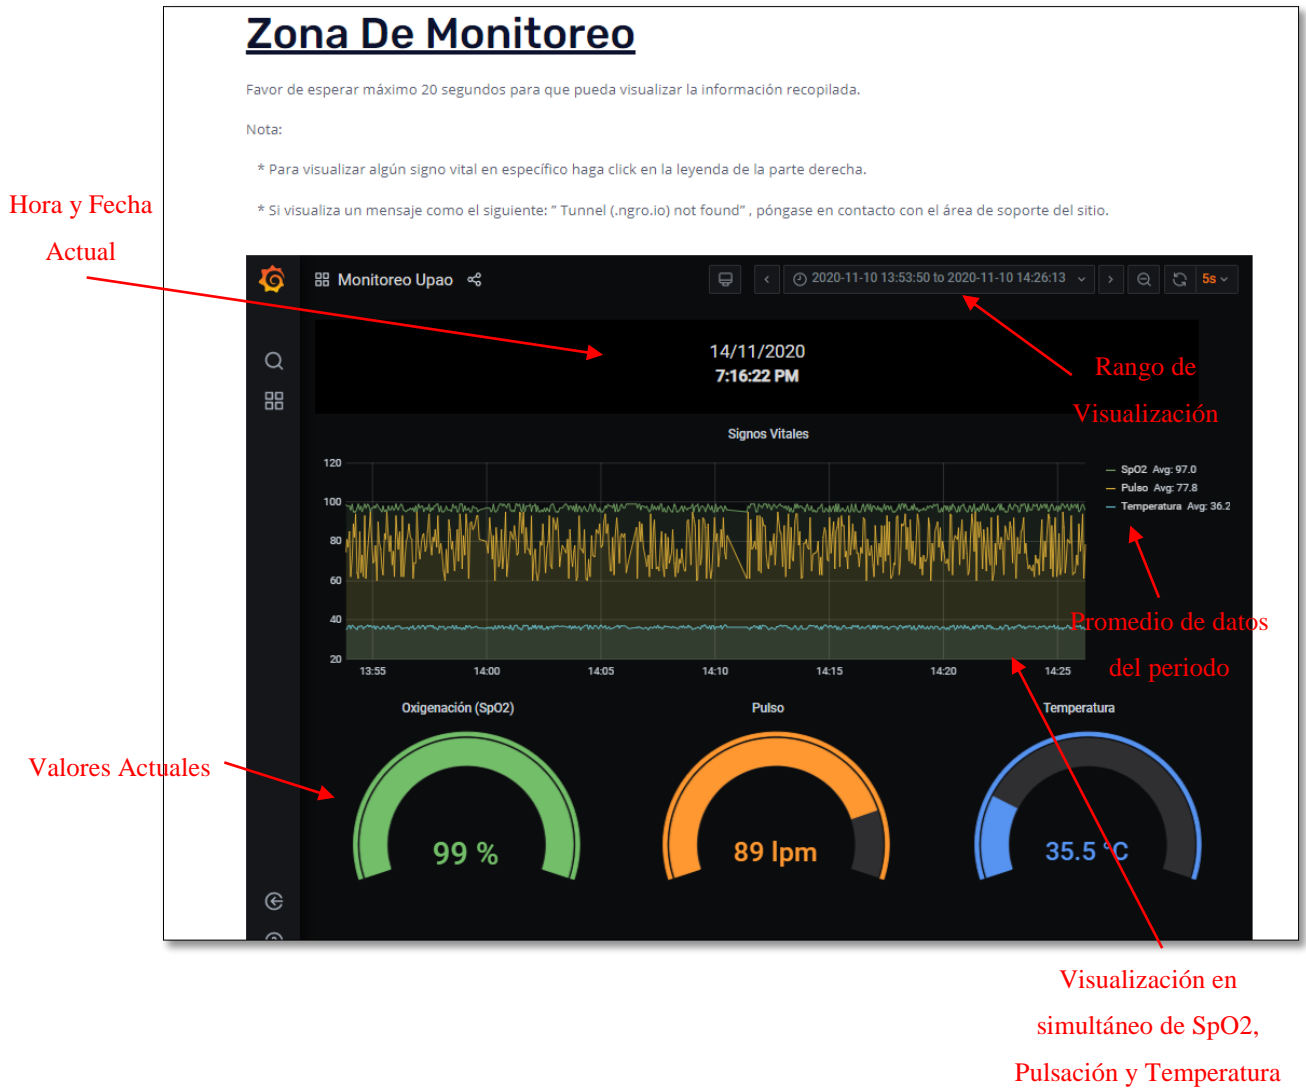 Zona De Monitoreo
Favor de esperar máximo 20 segundos para que pueda visualizar la información recopilada.
Nota:
* Para visualizar algún signo vital en específico haga click en la leyenda de la parte derecha.
* Si visualiza un mensaje como el siguiente: “ Tunnel (.ngro.io) not found” , póngase en contacto con el área de soporte del sitio.
Hora y Fecha
Actual
Monitoreo Upao
2020-11-10 13:53:50 to 2020-11-10 14:26:13
5s
14/11/2020
7:16:22 PM
Rango de
Visualización
Signos Vitales
120
100
80
60
40
20
13:55
14:00
14:05
14:10
14:15
14:20
14:25
SpO2 Avg: 97.0
Pulso Avg: 77.8
Temperatura Avg: 36.2
Promedio de datos
del periodo
Oxigenación (SpO2)
Pulso
Temperatura
Valores Actuales
99 %
89 lpm
35.5 °C
Visualización en
simultáneo de SpO2,
Pulsación y Temperatura